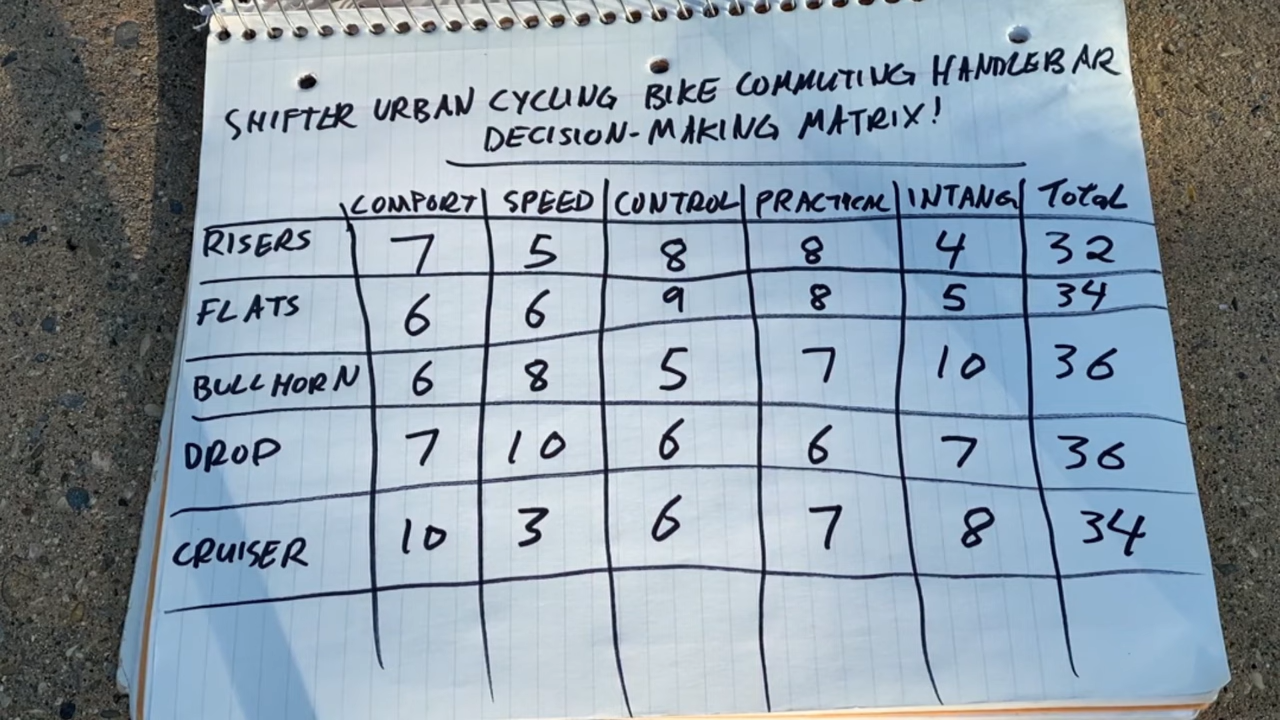 SHIFTER URBAN CYCLING BIKE COMMUTING HANDLEBAR
DECISION-MAKING MATRIX!
COMFORT SPEED CONTROL PRACTICAL INTANG Total
RISERS 7 5 8 8 4 32
FLATS 6 6 9 8 5 34
BULLHORN 6 8 5 7 10 36
DROP 7 10 6 6 7 36
CRUISER 10 3 6 7 8 34